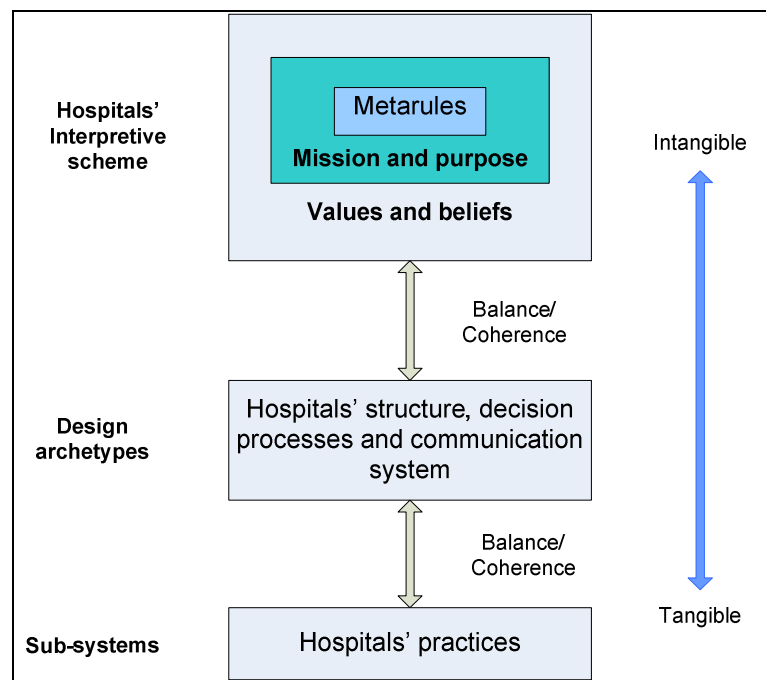 Hospitals’
Interpretive
scheme
Metarules
Mission and purpose
Values and beliefs
Intangible
Balance/
Coherence
Design
archetypes
Hospitals’ structure, decision
processes and communication
system
Balance/
Coherence
Tangible
Sub-systems
Hospitals’ practices